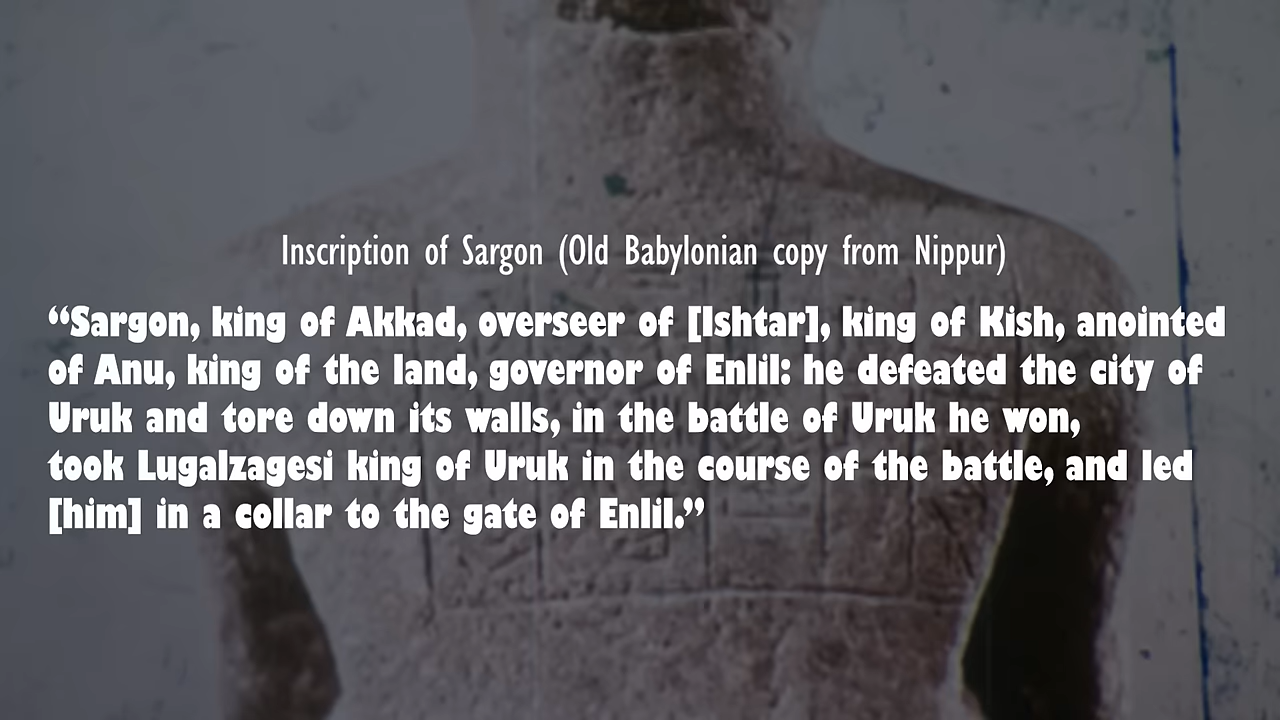 Inscription of Sargon (Old Babylonian copy from Nippur)
“Sargon, king of Akkad, overseer of [Ishtar], king of Kish, anointed
of Anu, king of the land, governor of Enlil: he defeated the city of
Uruk and tore down its walls, in the battle of Uruk he won,
took Lugalzagesi king of Uruk in the course of the battle, and led
[him] in a collar to the gate of Enlil.”